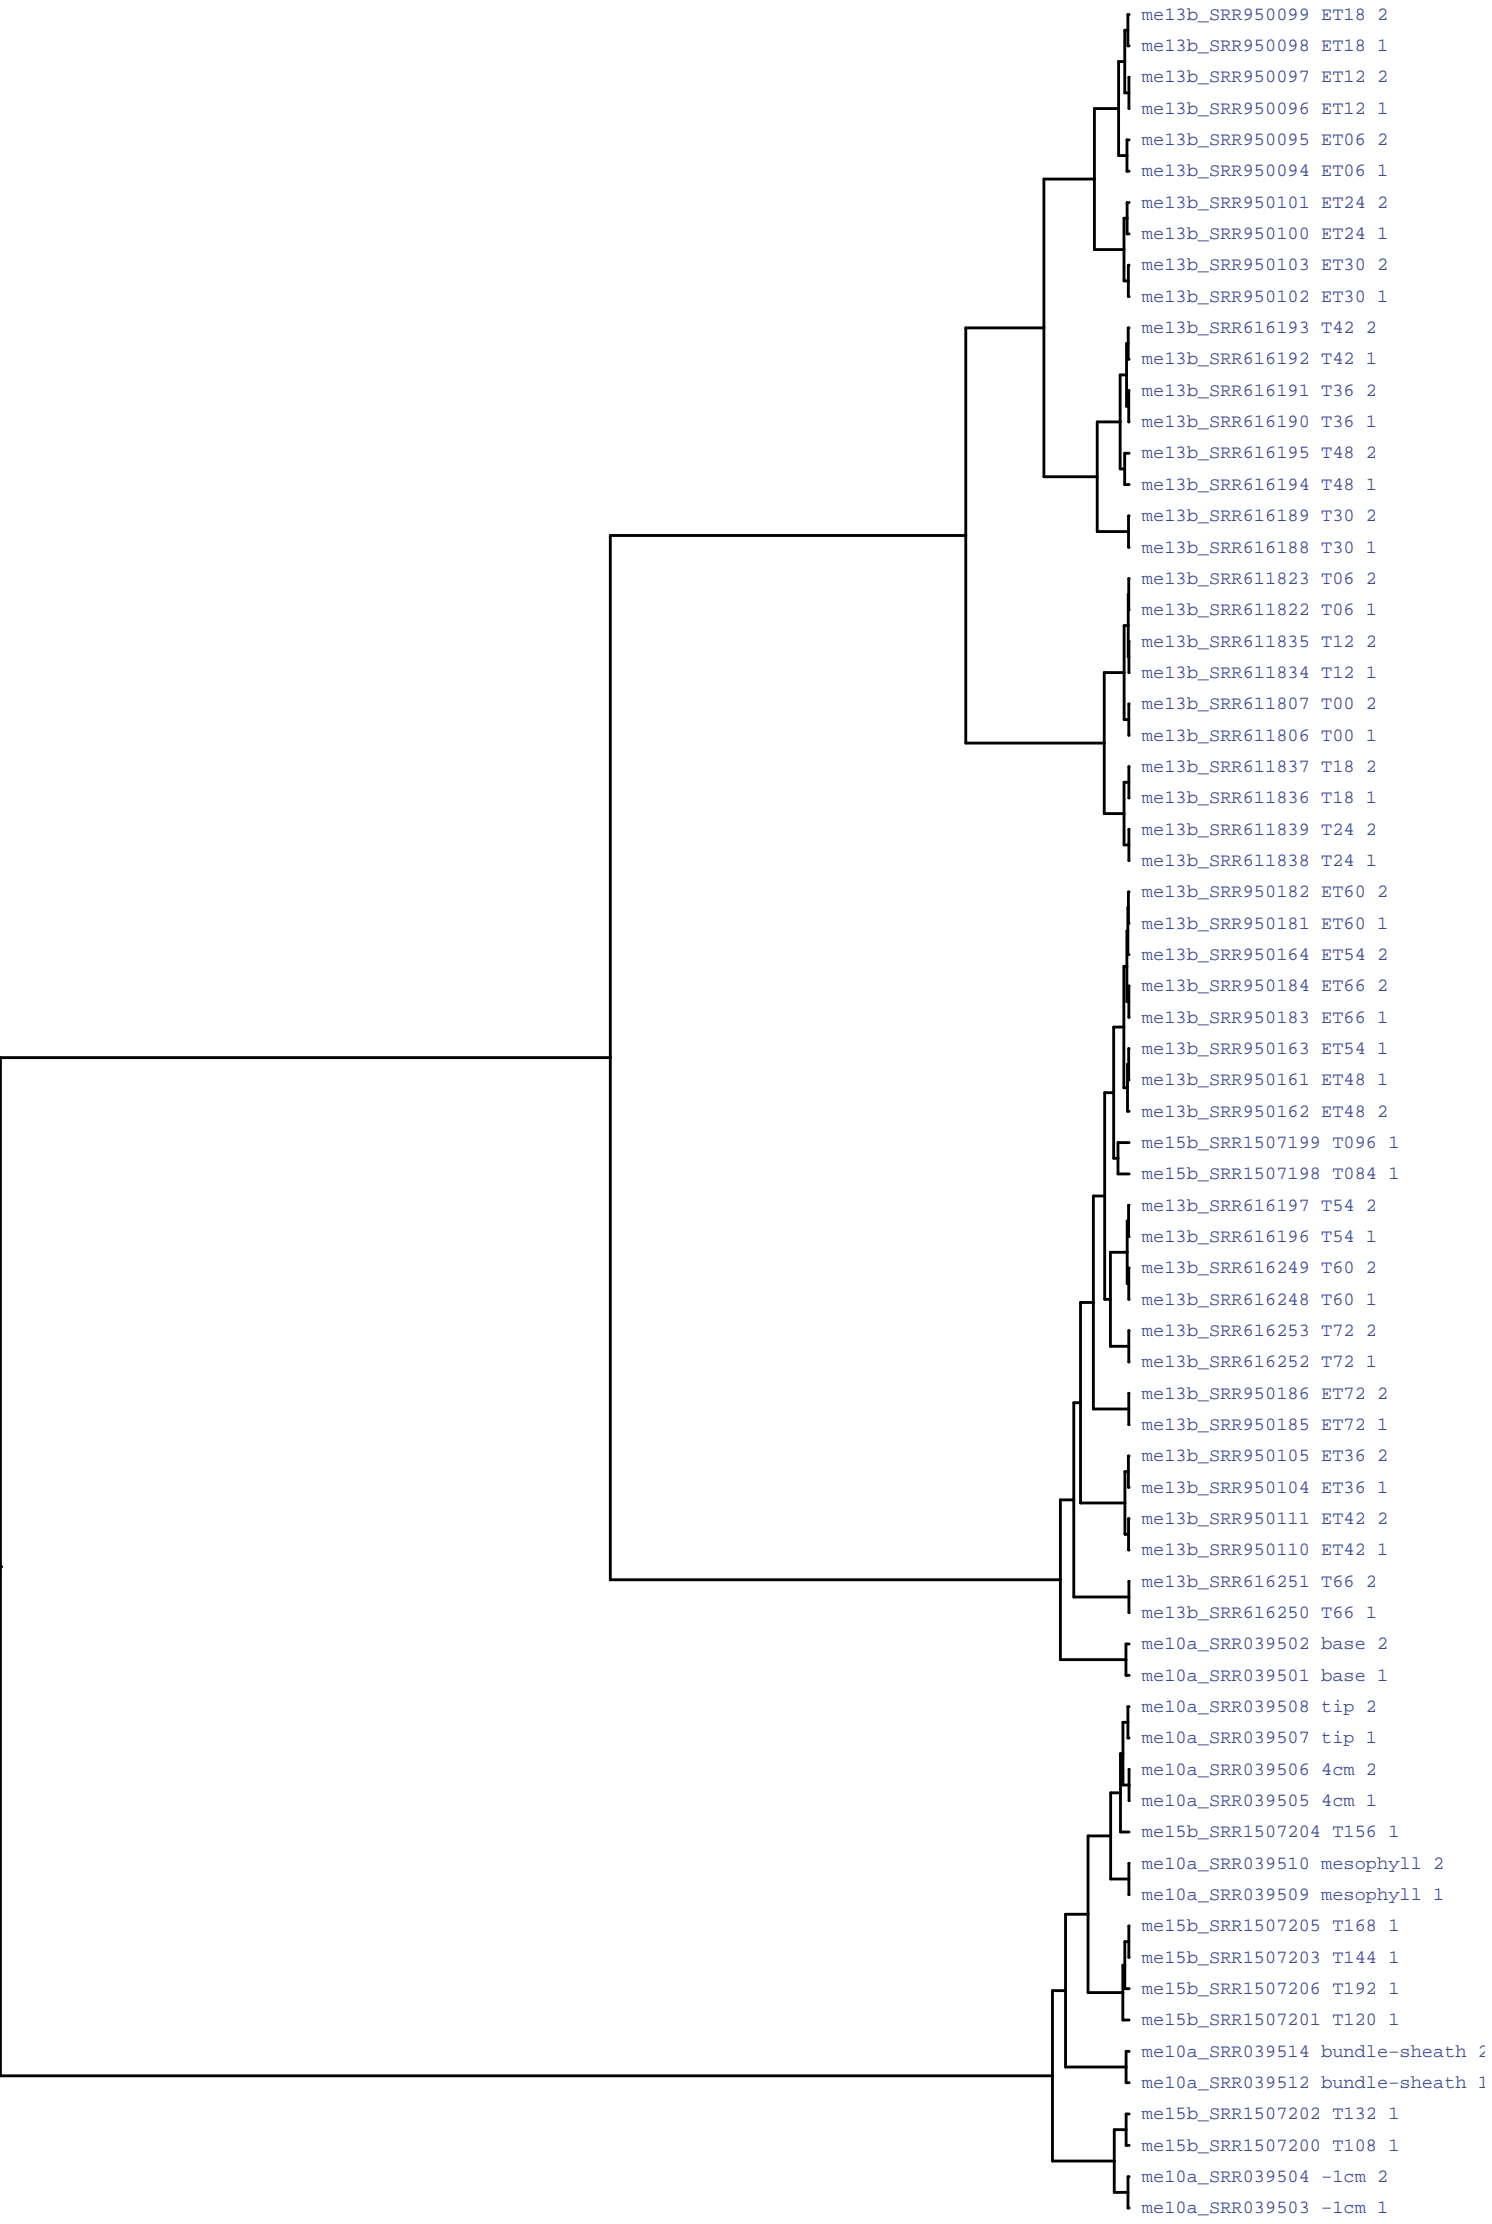 me13b_SRR950099 ET18 2
me13b_SRR950098 ET18 1
me13b_SRR950097 ET12 2
me13b_SRR950096 ET12 1
me13b_SRR950095 ET06 2
me13b_SRR950094 ET06 1
me13b_SRR950101 ET24 2
me13b_SRR950100 ET24 1
me13b_SRR950103 ET30 2
me13b_SRR950102 ET30 1
me13b_SRR616193 T42 2
me13b_SRR616192 T42 1
me13b_SRR616191 T36 2
me13b_SRR616190 T36 1
me13b_SRR616195 T48 2
me13b_SRR616194 T48 1
me13b_SRR616189 T30 2
me13b_SRR616188 T30 1
me13b_SRR611823 T06 2
me13b_SRR611822 T06 1
me13b_SRR611835 T12 2
me13b_SRR611834 T12 1
me13b_SRR611807 T00 2
me13b_SRR611806 T00 1
me13b_SRR611837 T18 2
me13b_SRR611836 T18 1
me13b_SRR611839 T24 2
me13b_SRR611838 T24 1
me13b_SRR950182 ET60 2
me13b_SRR950181 ET60 1
me13b_SRR950164 ET54 2
me13b_SRR950184 ET66 2
me13b_SRR950183 ET66 1
me13b_SRR950163 ET54 1
me13b_SRR950161 ET48 1
me13b_SRR950162 ET48 2
me15b_SRR1507199 T096 1
me15b_SRR1507198 T084 1
me13b_SRR616197 T54 2
me13b_SRR616196 T54 1
me13b_SRR616249 T60 2
me13b_SRR616248 T60 1
me13b_SRR616253 T72 2
me13b_SRR616252 T72 1
me13b_SRR950186 ET72 2
me13b_SRR950185 ET72 1
me13b_SRR950105 ET36 2
me13b_SRR950104 ET36 1
me13b_SRR950111 ET42 2
me13b_SRR950110 ET42 1
me13b_SRR616251 T66 2
me13b_SRR616250 T66 1
me10a_SRR039502 base 2
me10a_SRR039501 base 1
me10a_SRR039508 tip 2
me10a_SRR039507 tip 1
me10a_SRR039506 4cm 2
me10a_SRR039505 4cm 1
me15b_SRR1507204 T156 1
me10a_SRR039510 mesophyll 2
me10a_SRR039509 mesophyll 1
me15b_SRR1507205 T168 1
me15b_SRR1507203 T144 1
me15b_SRR1507206 T192 1
me15b_SRR1507201 T120 1
me10a_SRR039514 bundle-sheath 2
me10a_SRR039512 bundle-sheath 1
me15b_SRR1507202 T132 1
me15b_SRR1507200 T108 1
me10a_SRR039504 -1cm 2
me10a_SRR039503 -1cm 1